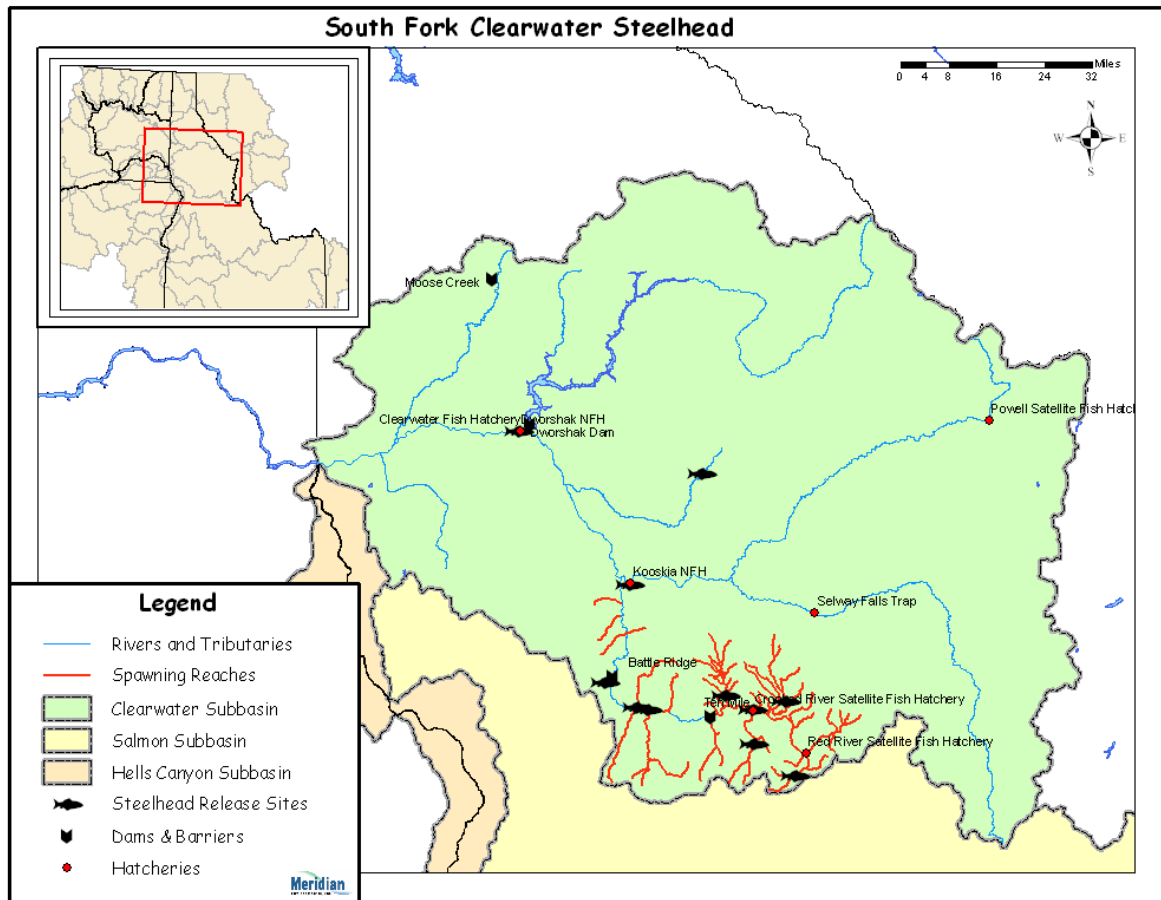 South Fork Clearwater Steelhead
Miles
0 4 8 16 24 32
N
W E
S
Moose Creek
Clearwater Fish Hatchery
Dworshak NFH
Dworshak Dam
Powell Satellite Fish Hatcl
Kooskia NFH
Selway Falls Trap
Battle Ridge
River Satellite Fish Hatchery
Red River Satellite Fish Hatchery
Legend
Rivers and Tributaries
Spawning Reaches
Clearwater Subbasin
Salmon Subbasin
Hells Canyon Subbasin
Steelhead Release Sites
Dams & Barriers
Hatcheries
Meridian